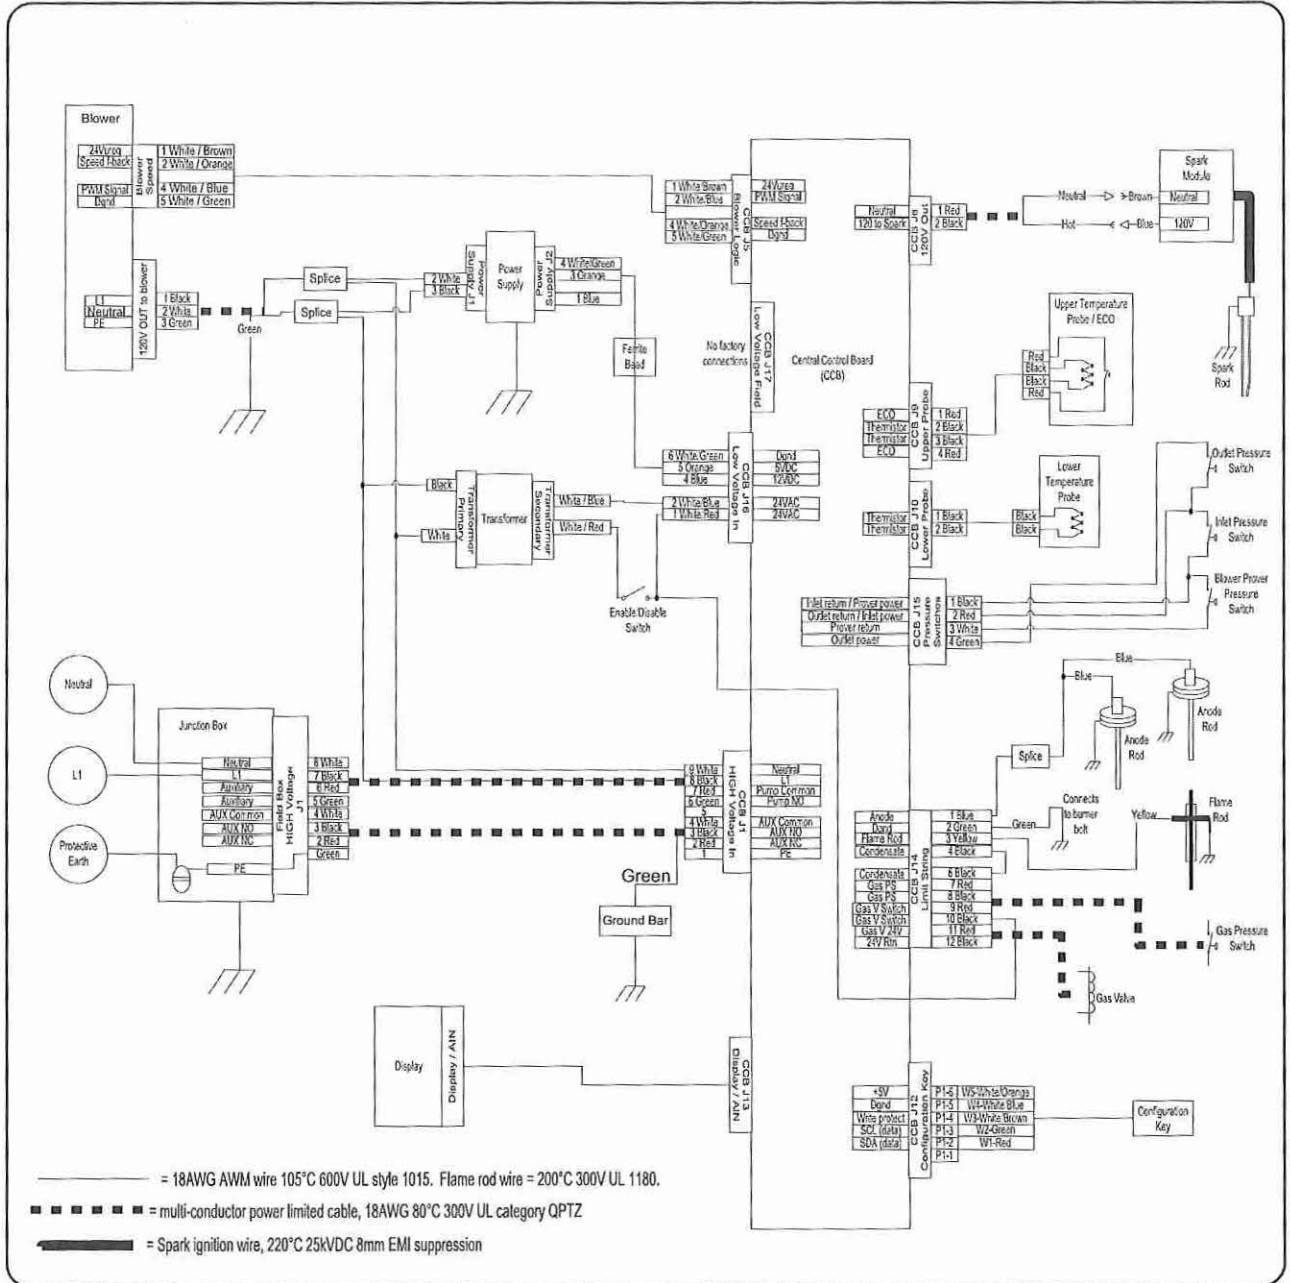 Blower
24Vureg
Speed f-back
PWM Signal
Dgnd
Blower Speed
1 White / Brown
2 White / Orange
4 White / Blue
5 White / Green
L1
Neutral
PE
120V OUT to blower
1 Black
2 White
3 Green
Green
Splice
Splice
2 White
3 Black
Power Supply J1
Power Supply
Power Supply J2
4 White/Green
3 Orange
1 Blue
Ferrite Bead
Black
White
Transformer Primary
Transformer
Transformer Secondary
White / Blue
White / Red
Enable/Disable Switch
1 White/Brown
2 White/Blue
4 White/Orange
5 White/Green
CCB J5 Blower Logic
24Vureg
PWM Signal
Speed f-back
Dgnd
No factory connections
CCB J17 Low Voltage Field
Central Control Board (CCB)
6 White/Green
5 Orange
4 Blue
2 White/Blue
1 White/Red
CCB J16 Low Voltage In
Dgnd
5VDC
12VDC
24VAC
24VAC
Neutral
120 to Spark
CCB J8 120V Out
1 Red
2 Black
Neutral
Brown
Hot
Blue
Spark Module
Neutral
120V
Spark Rod
Upper Temperature Probe / ECO
Red
Black
Black
Red
ECO
Thermistor
Thermistor
ECO
CCB J9 Upper Probe
1 Red
2 Black
3 Black
4 Red
Lower Temperature Probe
Black
Black
Thermistor
Thermistor
CCB J10 Lower Probe
1 Black
2 Black
Outlet Pressure Switch
Inlet Pressure Switch
Blower Prover Pressure Switch
Inlet return / Prover power
Outlet return / Inlet power
Prover return
Outlet power
CCB J15 Pressure Switches
1 Black
2 Red
3 White
4 Green
Neutral
L1
Protective Earth
Junction Box
Neutral
L1
Auxiliary
Auxiliary
AUX Common
AUX NO
AUX NC
PE
Field Box HIGH Voltage J1
8 White
7 Black
6 Red
5 Green
4 White
3 Black
2 Red
Green
9 White
8 Black
7 Red
6 Green
5
4 White
3 Black
2 Red
1
CCB J1 HIGH Voltage In
Neutral
L1
Pump Common
Pump NO
AUX Common
AUX NO
AUX NC
PE
Green
Ground Bar
Blue
Blue
Anode Rod
Anode Rod
Splice
Anode
Dgnd
Flame Rod
Condensate
Condensate
Gas PS
Gas PS
Gas V Switch
Gas V Switch
Gas V 24V
24V Rtn
CCB J14 Limit String
1 Blue
2 Green
3 Yellow
4 Black
6 Black
7 Red
8 Black
9 Red
10 Black
11 Red
12 Black
Green
Connects to burner bolt
Yellow
Flame Rod
Gas Pressure Switch
Gas Valve
Display
Display / AIN
CCB J13 Display / AIN
+5V
Dgnd
Write protect
SCL (data)
SDA (data)
CCB J12 Configuration Key
P1-6
P1-5
P1-4
P1-3
P1-2
P1-1
W5-White/Orange
W4-White Blue
W3-White Brown
W2-Green
W1-Red
Configuration Key
= 18AWG AWM wire 105°C 600V UL style 1015. Flame rod wire = 200°C 300V UL 1180.
= multi-conductor power limited cable, 18AWG 80°C 300V UL category QPTZ
= Spark ignition wire, 220°C 25kVDC 8mm EMI suppression